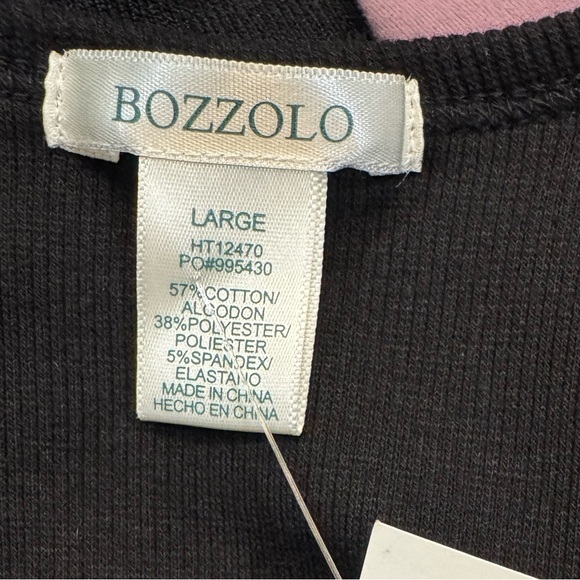 BOZZOLO
LARGE
HT12470
PO#995430
57%COTTON/
ALGODON
38%POLYESTER/
POLIESTER
5%SPANDEX/
ELASTANO
MADE IN CHINA
HECHO EN CHINA